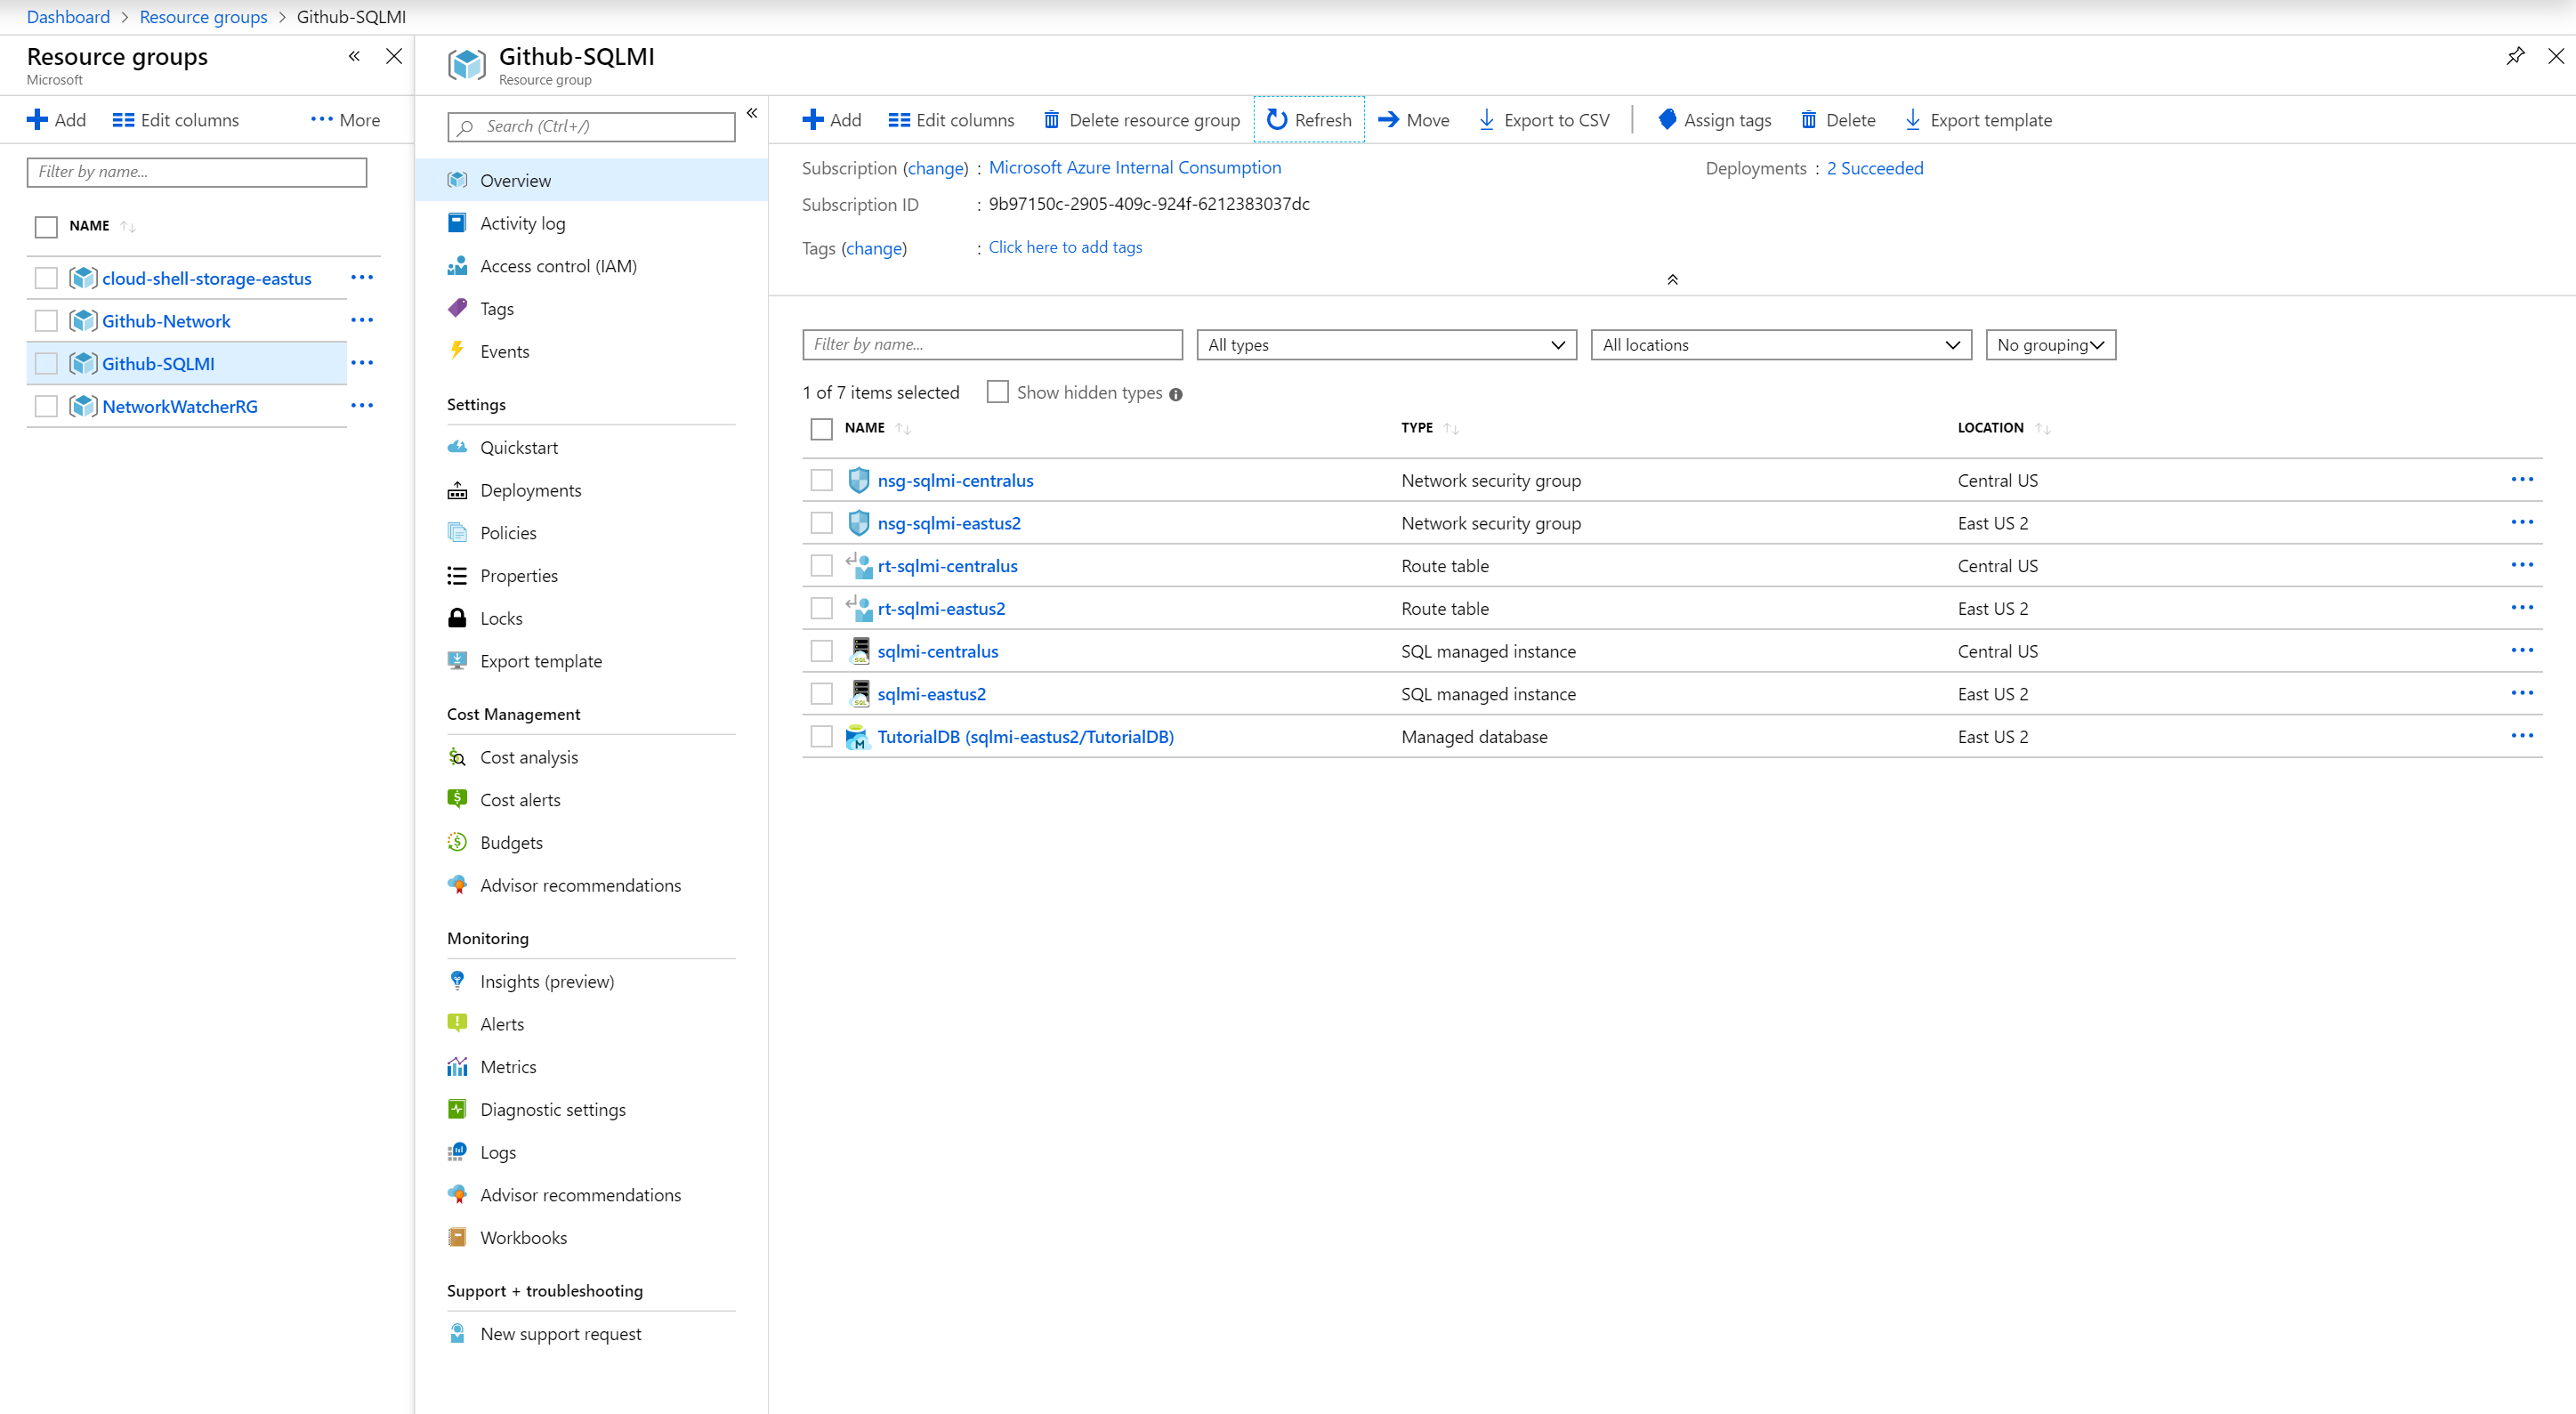 Dashboard > Resource groups > Github-SQLMI
Resource groups
Microsoft
Add Edit columns More
Filter by name...
NAME
cloud-shell-storage-eastus
Github-Network
Github-SQLMI
NetworkWatcherRG
Github-SQLMI
Resource group
Search (Ctrl+/)
Overview
Activity log
Access control (IAM)
Tags
Events
Settings
Quickstart
Deployments
Policies
Properties
Locks
Export template
Cost Management
Cost analysis
Cost alerts
Budgets
Advisor recommendations
Monitoring
Insights (preview)
Alerts
Metrics
Diagnostic settings
Logs
Advisor recommendations
Workbooks
Support + troubleshooting
New support request
Add Edit columns Delete resource group Refresh Move Export to CSV Assign tags Delete Export template
Subscription (change) : Microsoft Azure Internal Consumption Deployments : 2 Succeeded
Subscription ID : 9b97150c-2905-409c-924f-6212383037dc
Tags (change) : Click here to add tags
Filter by name... All types All locations No grouping
1 of 7 items selected Show hidden types
NAME TYPE LOCATION
nsg-sqlmi-centralus Network security group Central US
nsg-sqlmi-eastus2 Network security group East US 2
rt-sqlmi-centralus Route table Central US
rt-sqlmi-eastus2 Route table East US 2
sqlmi-centralus SQL managed instance Central US
sqlmi-eastus2 SQL managed instance East US 2
TutorialDB (sqlmi-eastus2/TutorialDB) Managed database East US 2